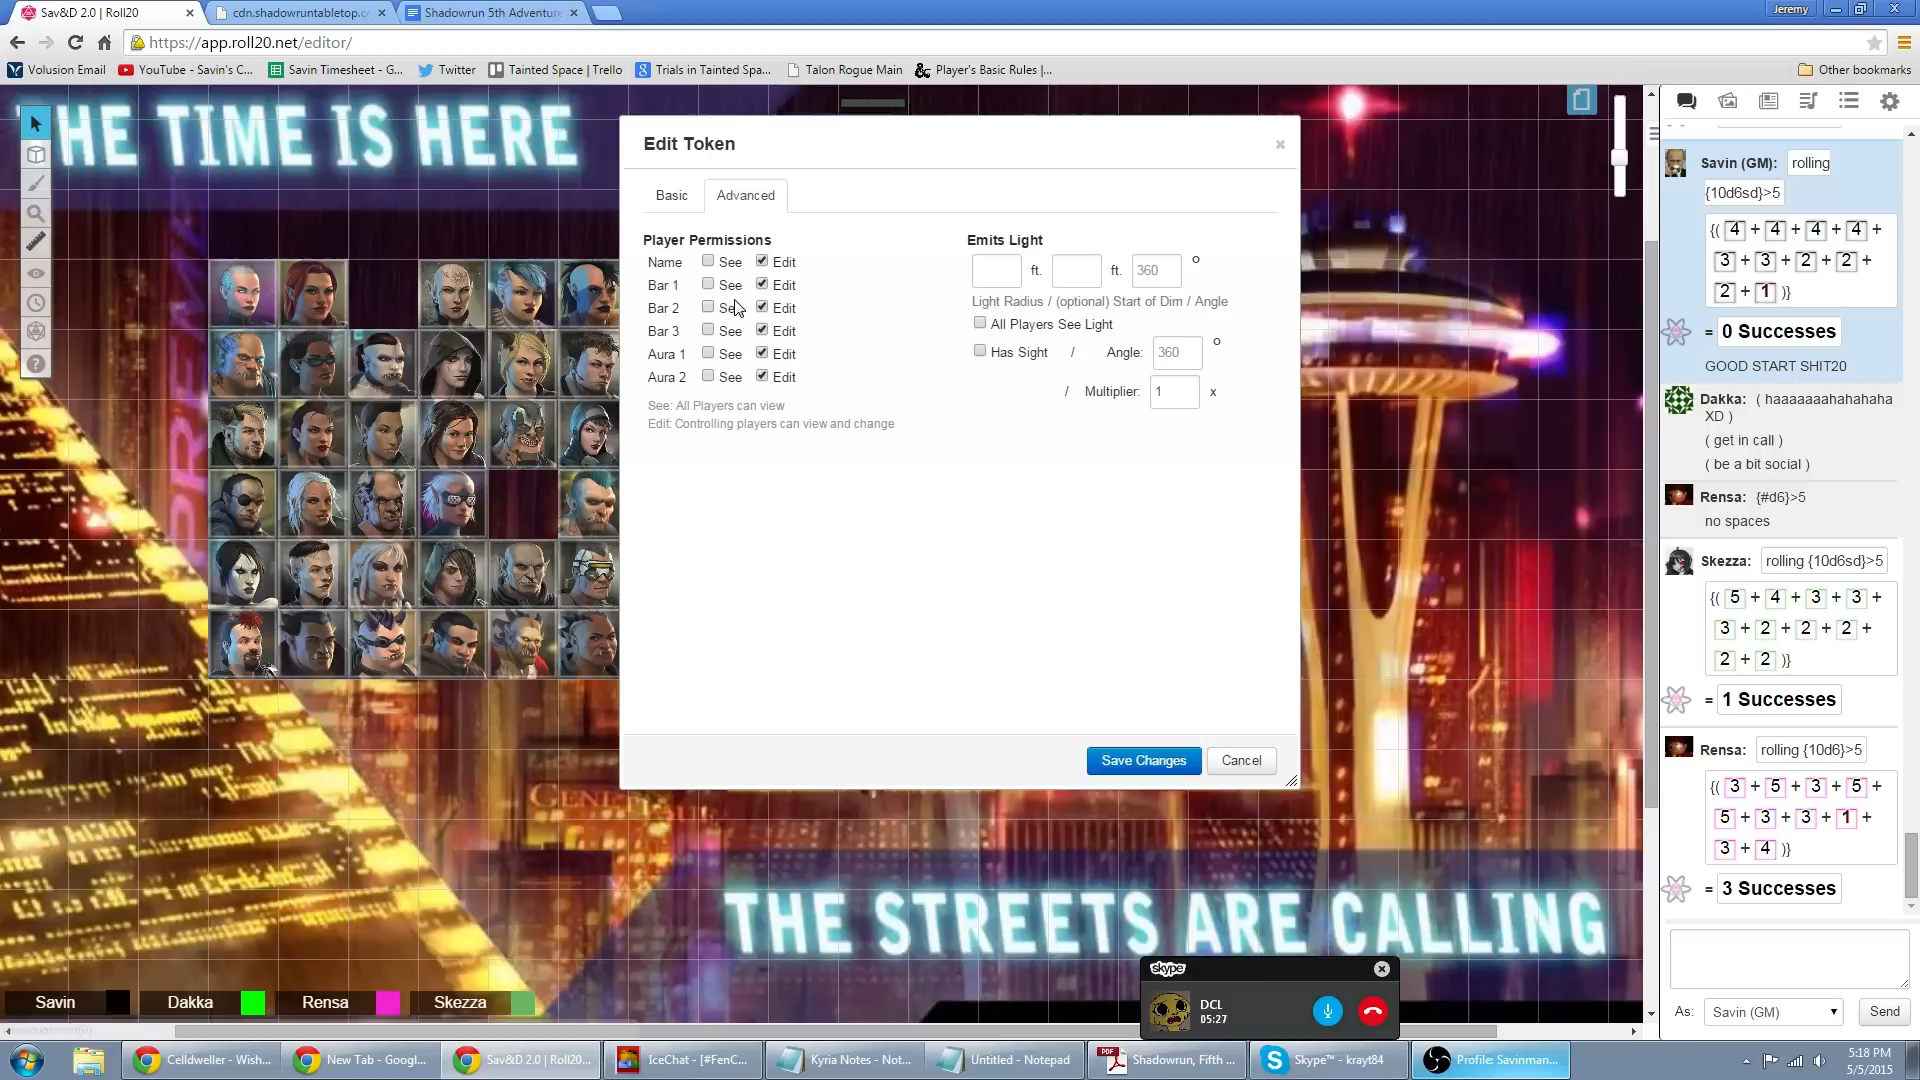 Sav&D 2.0 | Roll20
cdn.shadowruntabletop.c
Shadowrun 5th Adventure
Jeremy
https://app.roll20.net/editor/
Volusion Email
YouTube - Savin's C...
Savin Timesheet - G...
Twitter
Tainted Space | Trello
Trials in Tainted Spa...
Talon Rogue Main
Player's Basic Rules |...
Other bookmarks
HE TIME IS HERE
Edit Token
Basic
Advanced
Player Permissions
Name See Edit
Bar 1 See Edit
Bar 2 See Edit
Bar 3 See Edit
Aura 1 See Edit
Aura 2 See Edit
See: All Players can view
Edit: Controlling players can view and change
Emits Light
ft. ft. 360 °
Light Radius / (optional) Start of Dim / Angle
All Players See Light
Has Sight / Angle: 360 °
/ Multiplier: 1 x
Save Changes
Cancel
THE STREETS ARE CALLING
Savin (GM): rolling
{10d6sd}>5
{( 4 + 4 + 4 + 4 +
3 + 3 + 2 + 2 +
2 + 1 )}
= 0 Successes
GOOD START SHIT20
Dakka: ( haaaaaahahahaha
XD )
( get in call )
( be a bit social )
Rensa: {#d6}>5
no spaces
Skezza: rolling {10d6sd}>5
{( 5 + 4 + 3 + 3 +
3 + 2 + 2 + 2 +
2 + 2 )}
= 1 Successes
Rensa: rolling {10d6}>5
{( 3 + 5 + 3 + 5 +
5 + 3 + 3 + 1 +
3 + 4 )}
= 3 Successes
As: Savin (GM)
Send
Savin
Dakka
Rensa
Skezza
skype
DCL
05:27
Celldweller - Wish...
New Tab - Googl...
Sav&D 2.0 | Roll20...
IceChat - [#FenC...
Kyria Notes - Not...
Untitled - Notepad
Shadowrun, Fifth ...
Skype™ - krayt84
Profile: Savinman...
5:18 PM
5/5/2015